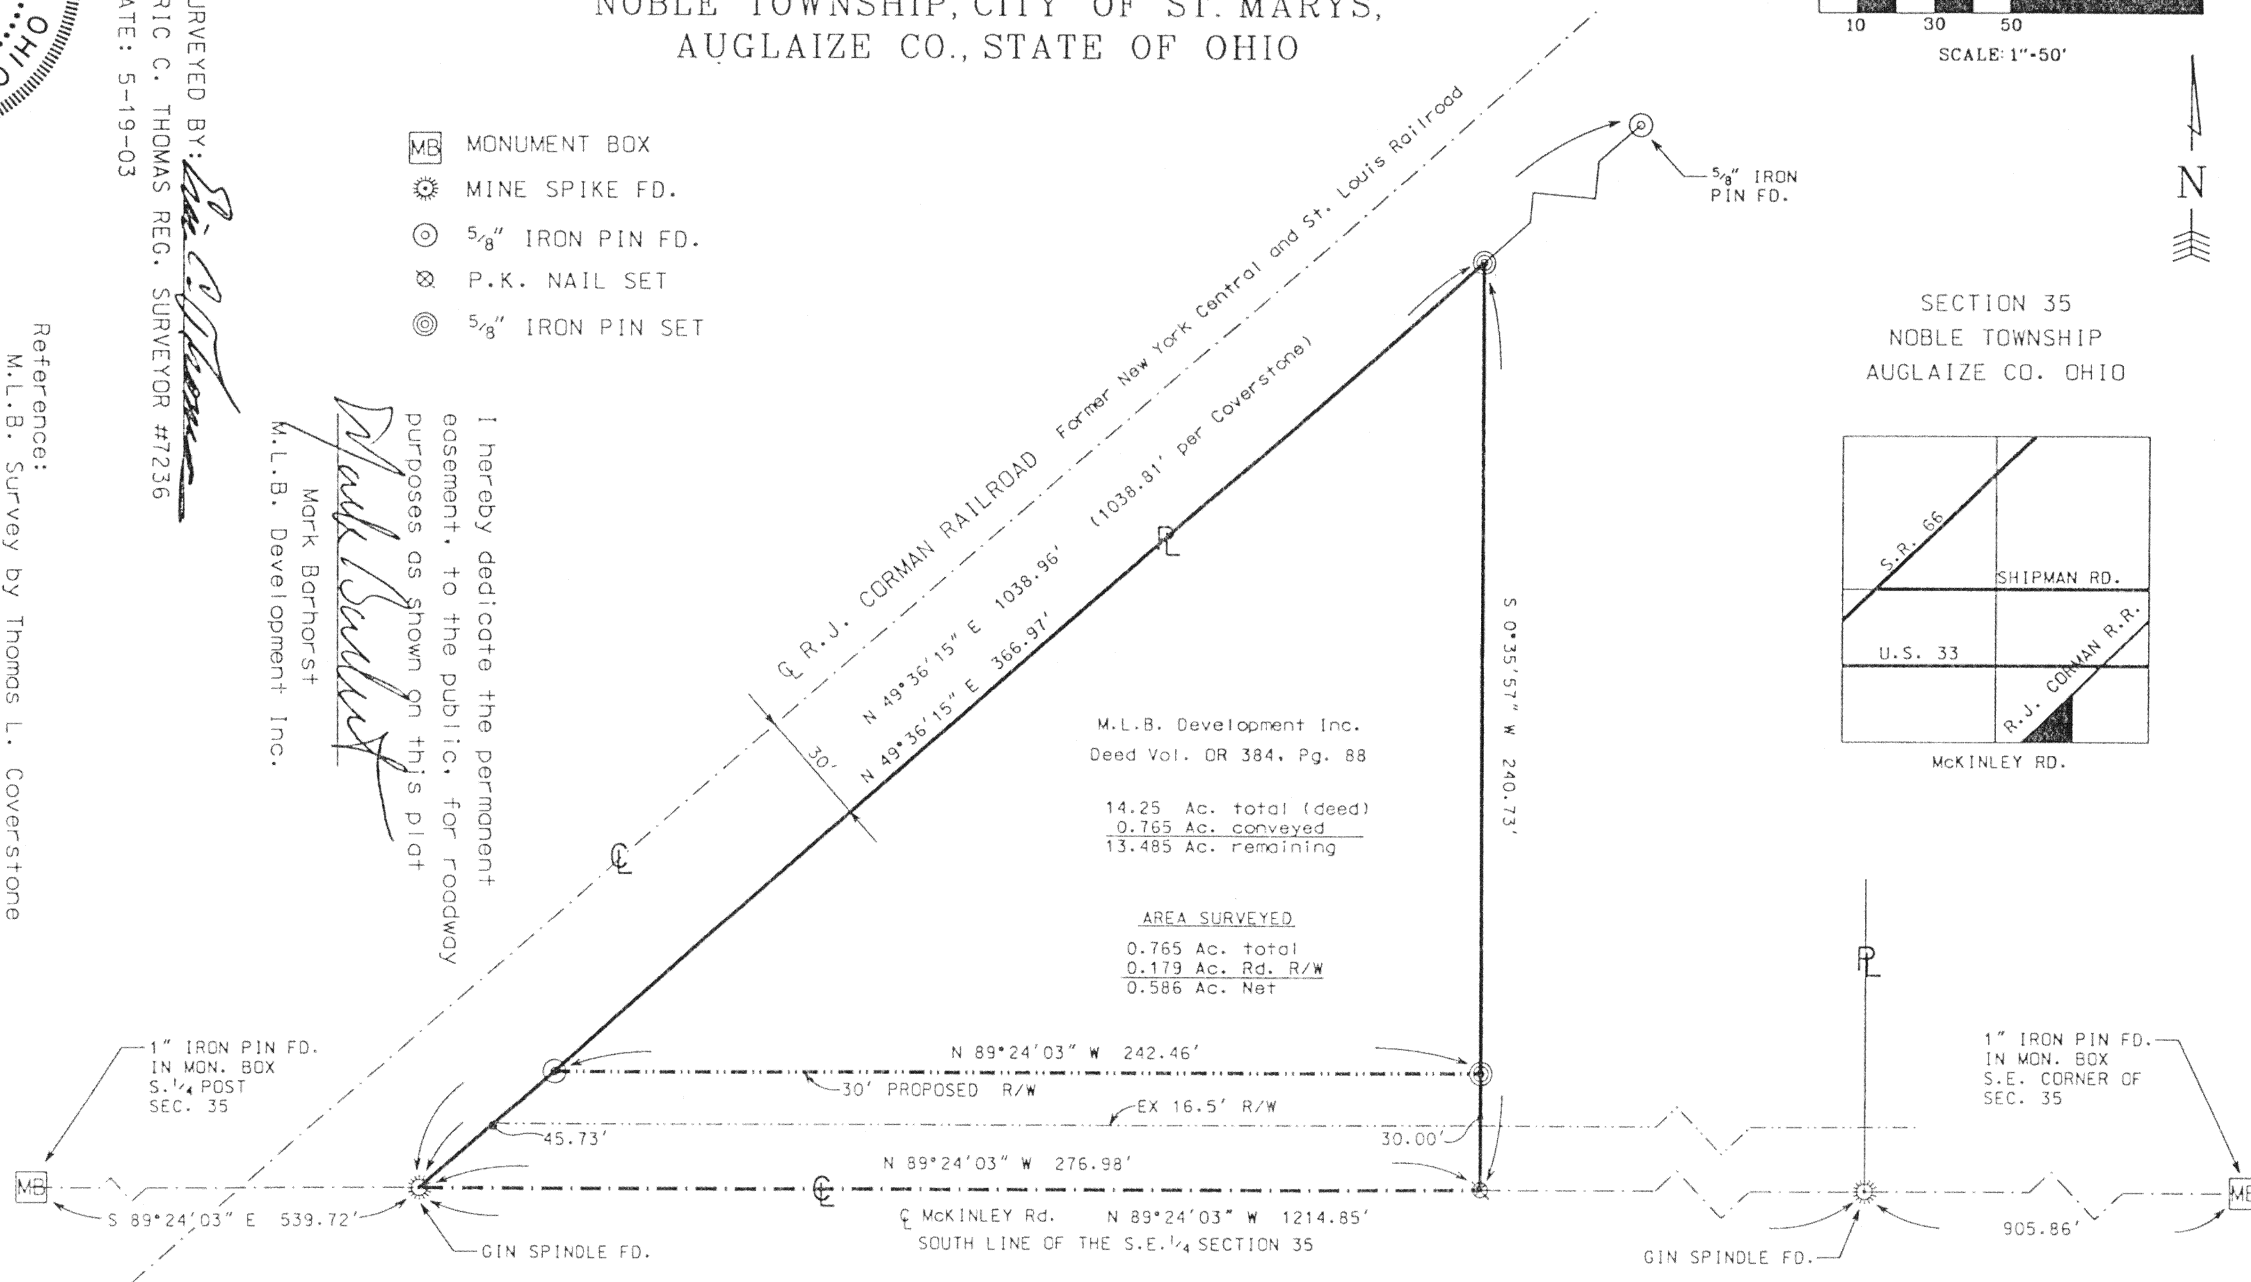 NOBLE TOWNSHIP, CITY OF ST. MARYS,
AUGLAIZE CO., STATE OF OHIO
10 30 50
SCALE: 1"-50'
N
OHIO
URVEYED BY:
RIC C. THOMAS REG. SURVEYOR #7236
ATE: 5-19-03
MB MONUMENT BOX
MINE SPIKE FD.
5/8" IRON PIN FD.
P.K. NAIL SET
5/8" IRON PIN SET
Reference:
M.L.B. Survey by Thomas L. Coverstone
I hereby dedicate the permanent
easement, to the public, for roadway
purposes as shown on this plat
Mark Barhorst
Mark Barhorst
M.L.B. Development Inc.
℄ R.J. CORMAN RAILROAD Former New York Central and St. Louis Railroad
N 49°36'15" E 1038.96' (1038.81' per Coverstone)
N 49°36'15" E 366.97'
PL
30'
℄
5/8" IRON
PIN FD.
S 0°35'57" W 240.73'
SECTION 35
NOBLE TOWNSHIP
AUGLAIZE CO. OHIO
S.R. 66
SHIPMAN RD.
U.S. 33
R.J. CORMAN R.R.
McKINLEY RD.
M.L.B. Development Inc.
Deed Vol. OR 384, Pg. 88
14.25 Ac. total (deed)
0.765 Ac. conveyed
13.485 Ac. remaining
AREA SURVEYED
0.765 Ac. total
0.179 Ac. Rd. R/W
0.586 Ac. Net
PL
1" IRON PIN FD.
IN MON. BOX
S.1/4 POST
SEC. 35
N 89°24'03" W 242.46'
30' PROPOSED R/W
EX 16.5' R/W
45.73'
30.00'
N 89°24'03" W 276.98'
1" IRON PIN FD.
IN MON. BOX
S.E. CORNER OF
SEC. 35
MB
℄
MB
S 89°24'03" E 539.72'
℄ McKINLEY Rd. N 89°24'03" W 1214.85'
SOUTH LINE OF THE S.E.1/4 SECTION 35
905.86'
GIN SPINDLE FD.
GIN SPINDLE FD.